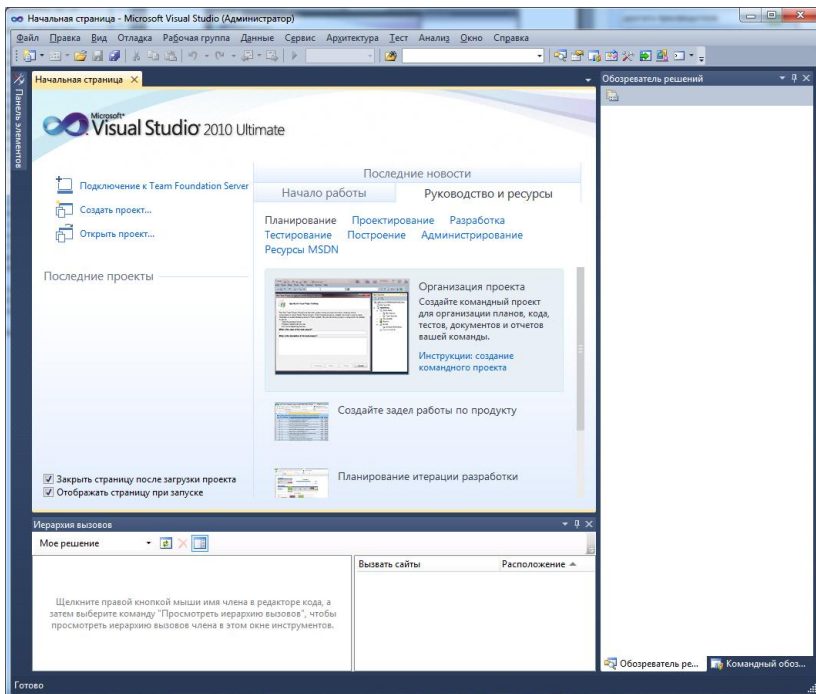 Начальная страница - Microsoft Visual Studio (Администратор)
Файл Правка Вид Отладка Рабочая группа Данные Сервис Архитектура Тест Анализ Окно Справка
Панель элементов
Начальная страница
Обозреватель решений
Microsoft®
Visual Studio® 2010 Ultimate
Подключение к Team Foundation Server
Создать проект...
Открыть проект...
Последние проекты
Последние новости
Начало работы
Руководство и ресурсы
Планирование Проектирование Разработка
Тестирование Построение Администрирование
Ресурсы MSDN
Организация проекта
Создайте командный проект
для организации планов, кода,
тестов, документов и отчетов
вашей команды.
Инструкции: создание
командного проекта
Создайте задел работы по продукту
Планирование итерации разработки
Закрыть страницу после загрузки проекта
Отображать страницу при запуске
Иерархия вызовов
Мое решение
Вызвать сайты Расположение
Щелкните правой кнопкой мыши имя члена в редакторе кода, а
затем выберите команду "Просмотреть иерархию вызовов", чтобы
просмотреть иерархию вызовов члена в этом окне инструментов.
Обозреватель ре... Командный обоз...
Готово